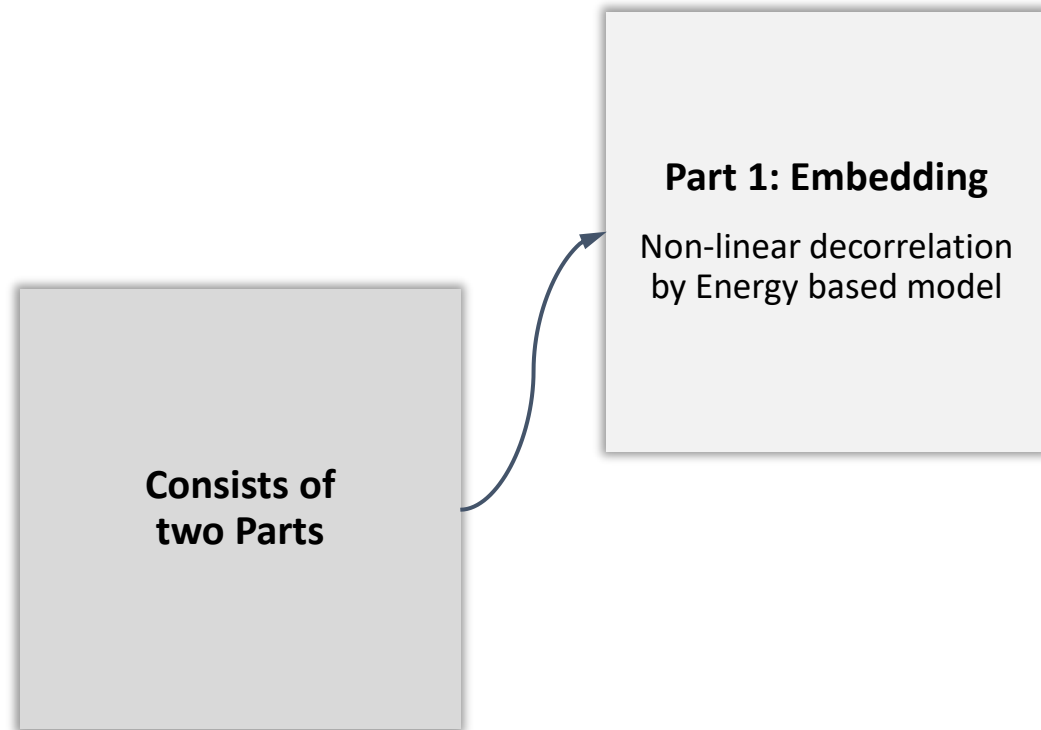 Part 1: Embedding
Non-linear decorrelation
by Energy based model
Consists of
two Parts